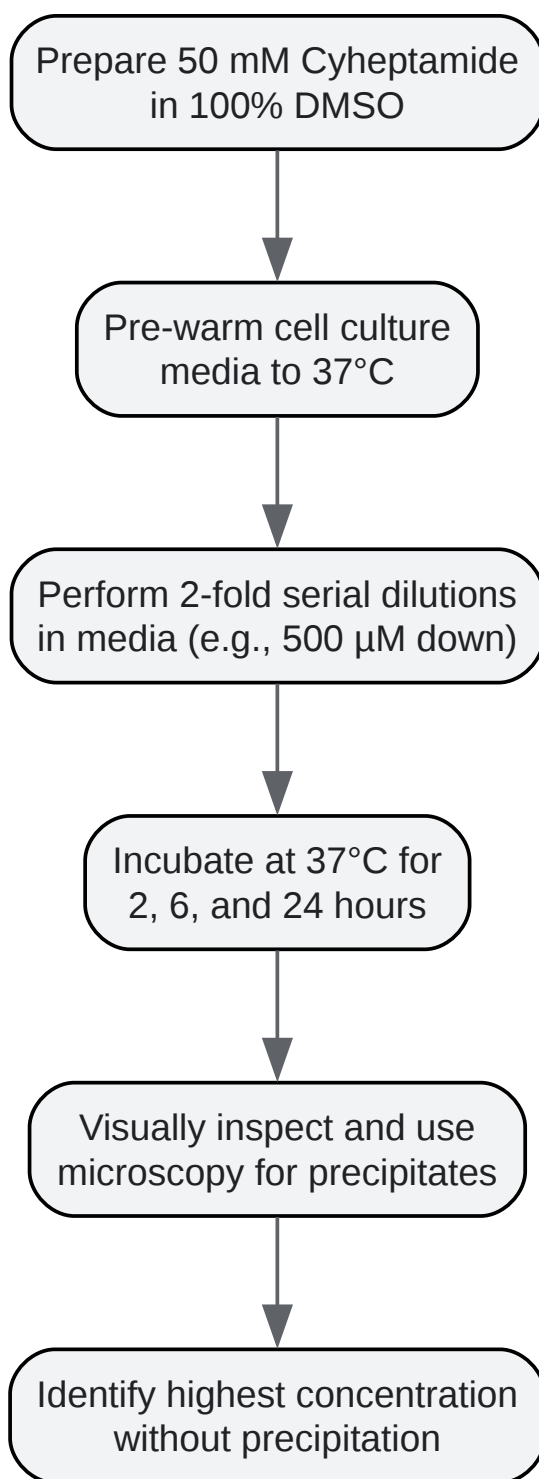 Prepare 50 mM Cyheptamide
in 100% DMSO
Pre-warm cell culture
media to 37°C
Perform 2-fold serial dilutions
in media (e.g., 500 µM down)
Incubate at 37°C for
2, 6, and 24 hours
Visually inspect and use
microscopy for precipitates
Identify highest concentration
without precipitation